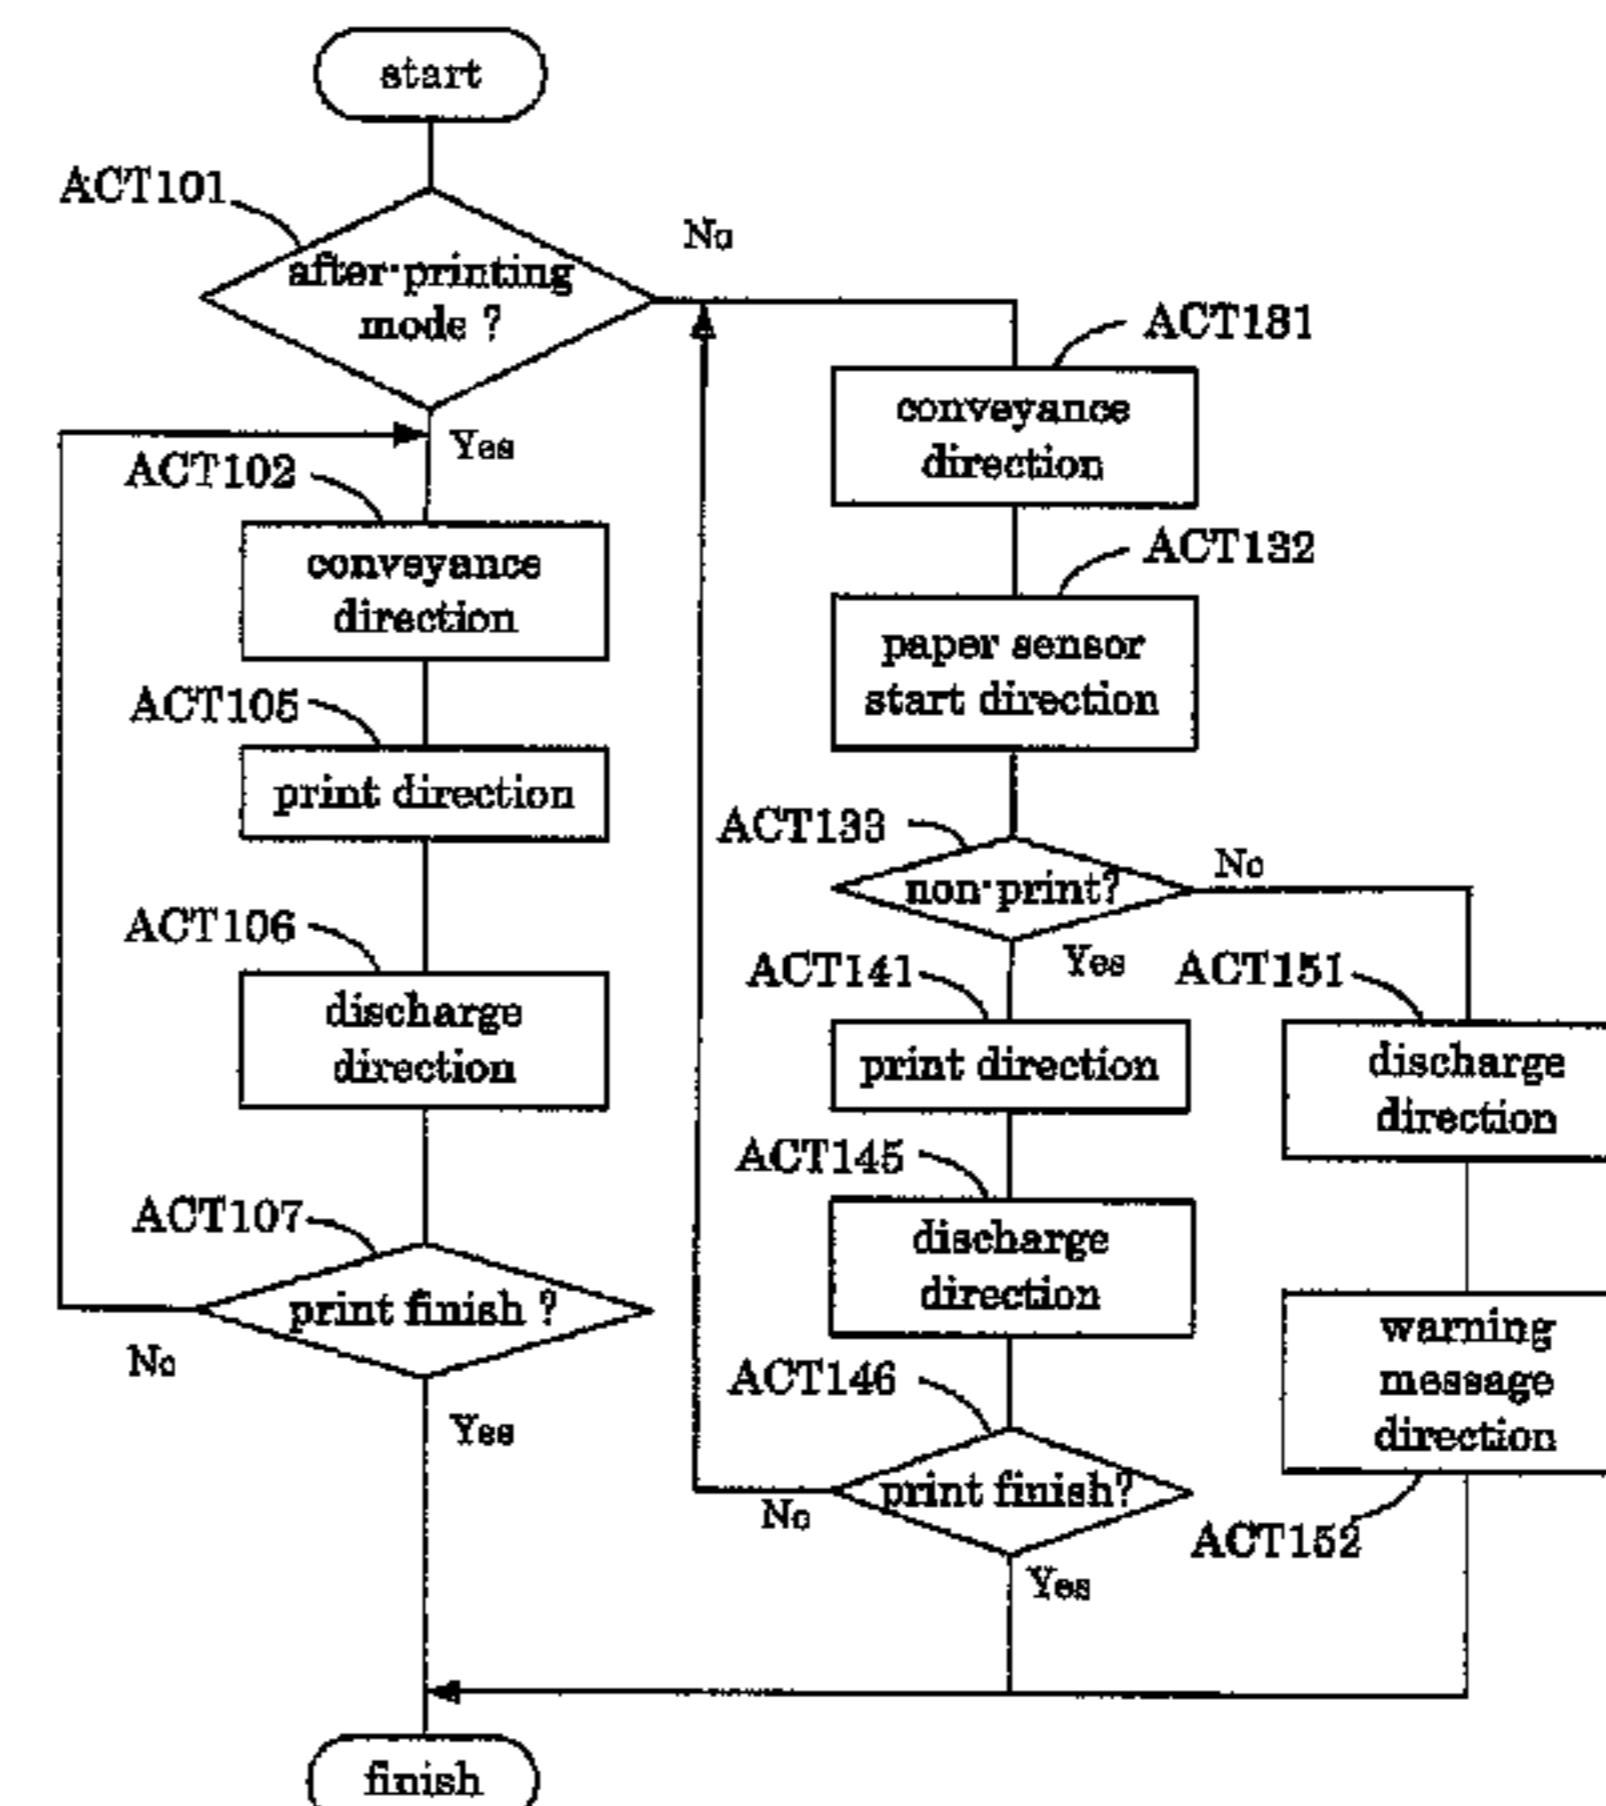 start
ACT101
after-printing
mode ?
No
Yes
ACT102
conveyance
direction
ACT105
print direction
ACT106
discharge
direction
ACT107
print finish ?
No
Yes
finish
ACT131
conveyance
direction
ACT132
paper sensor
start direction
ACT133
non-print?
No
Yes
ACT141
print direction
ACT145
discharge
direction
ACT146
print finish?
No
Yes
ACT151
discharge
direction
warning
message
direction
ACT152